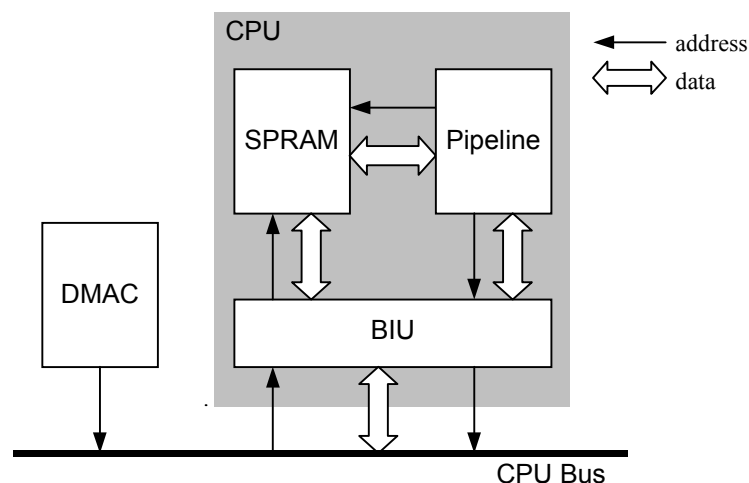 CPU
address
data
SPRAM
Pipeline
DMAC
BIU
CPU Bus